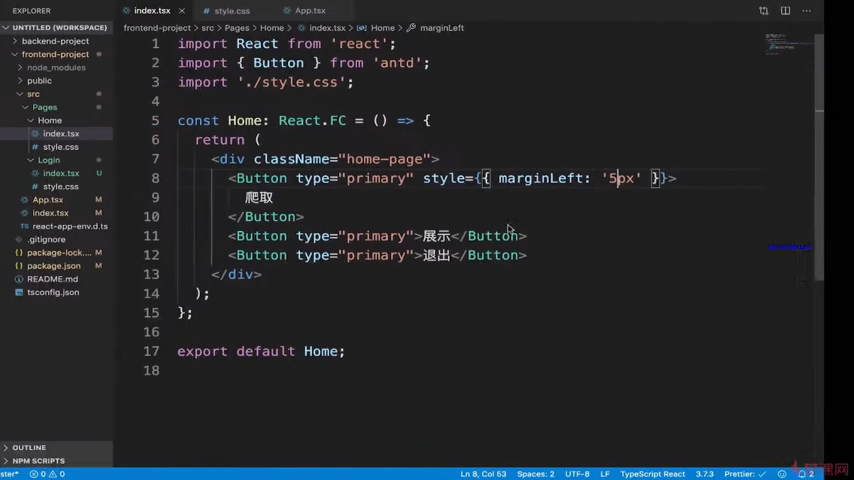 EXPLORER
index.tsx
style.css
App.tsx
UNTITLED (WORKSPACE)
frontend-project > src > Pages > Home > index.tsx > Home > marginLeft
backend-project
frontend-project
node_modules
public
src
Pages
Home
index.tsx
style.css
Login
index.tsx U
style.css
App.tsx
index.tsx
react-app-env.d.ts
.gitignore
package-lock....
package.json
README.md
tsconfig.json
1 import React from 'react';
2 import { Button } from 'antd';
3 import './style.css';
4
5 const Home: React.FC = () => {
6 return (
7 <div className="home-page">
8 <Button type="primary" style={{ marginLeft: '5px' }}>
9 爬取
10 </Button>
11 <Button type="primary">展示</Button>
12 <Button type="primary">退出</Button>
13 </div>
14 );
15 };
16
17 export default Home;
18
OUTLINE
NPM SCRIPTS
ster* 0 0 Ln 8, Col 53 Spaces: 2 UTF-8 LF TypeScript React 3.7.3 Prettier: ✓ 2